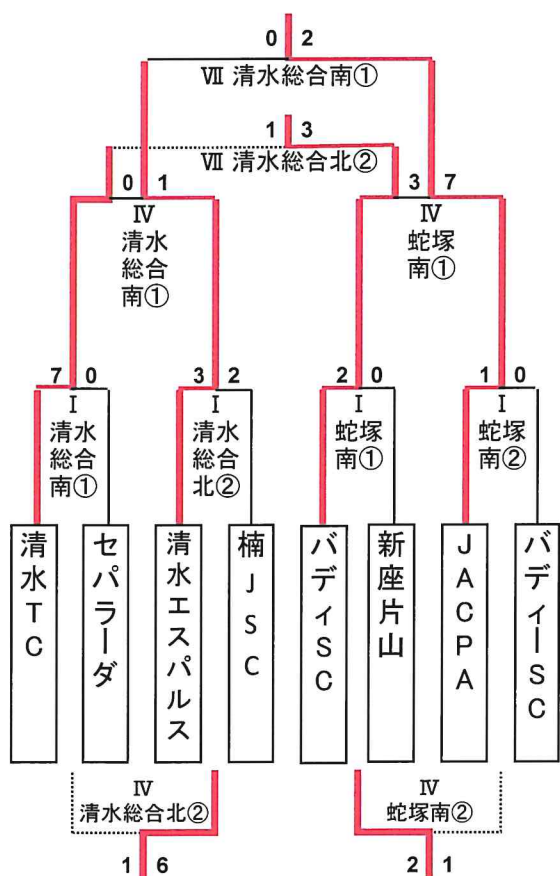 0 2
Ⅶ 清水総合南①
1 3
Ⅶ 清水総合北②
0 1
Ⅳ
清水
総合
南①
3 7
Ⅳ
蛇塚
南①
7 0
Ⅰ
清水
総合
南①
3 2
Ⅰ
清水
総合
北②
2 0
Ⅰ
蛇塚
南①
1 0
Ⅰ
蛇塚
南②
清水TC
セパラーダ
清水エスパルス
楠JSC
バディSC
新座片山
JACPA
バディーSC
Ⅳ
清水総合北②
1 6
Ⅳ
蛇塚南②
2 1